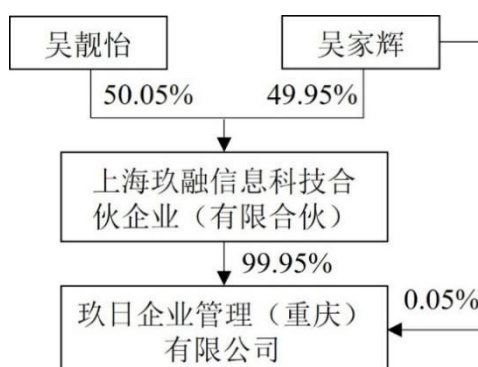 吴靓怡
吴家辉
50.05%
49.95%
上海玖融信息科技合
伙企业（有限合伙）
99.95%
0.05%
玖日企业管理（重庆）
有限公司